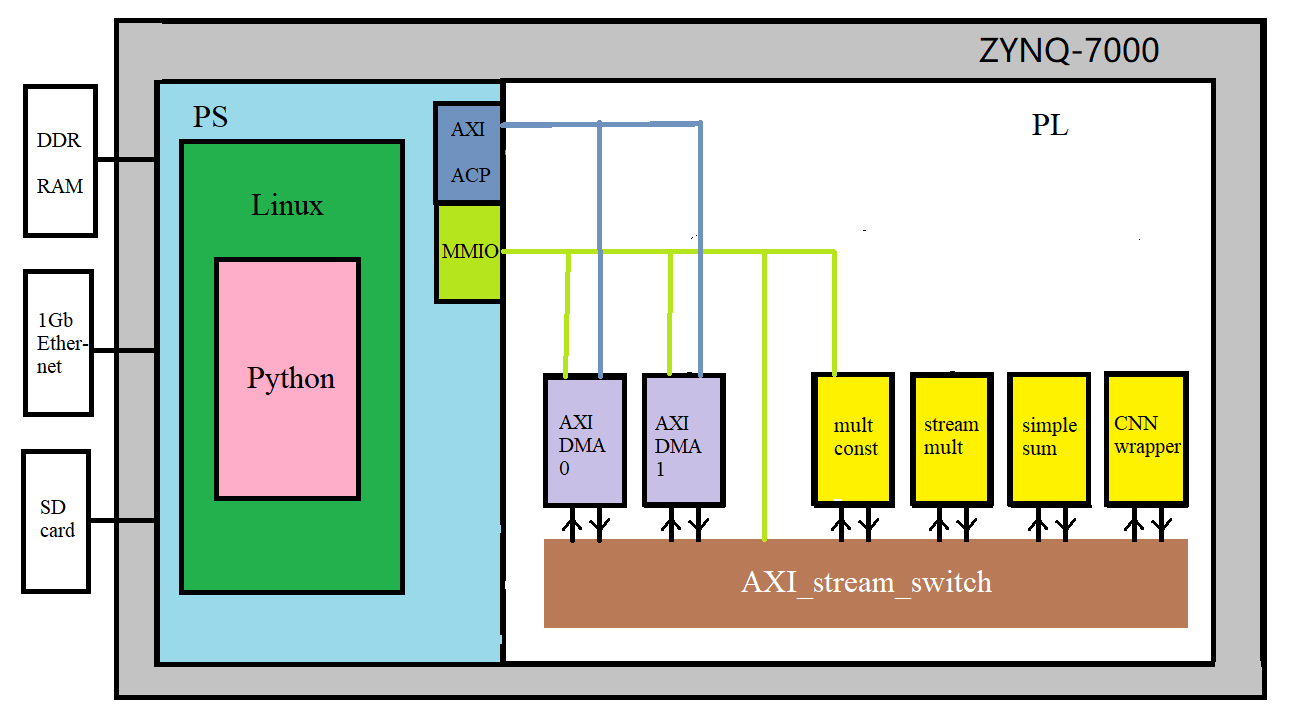 ZYNQ-7000
PS
PL
DDR
RAM
1Gb
Ether-
net
SD
card
Linux
Python
AXI
ACP
MMIO
AXI
DMA
0
AXI
DMA
1
mult
const
stream
mult
simple
sum
CNN
wrapper
AXI_stream_switch